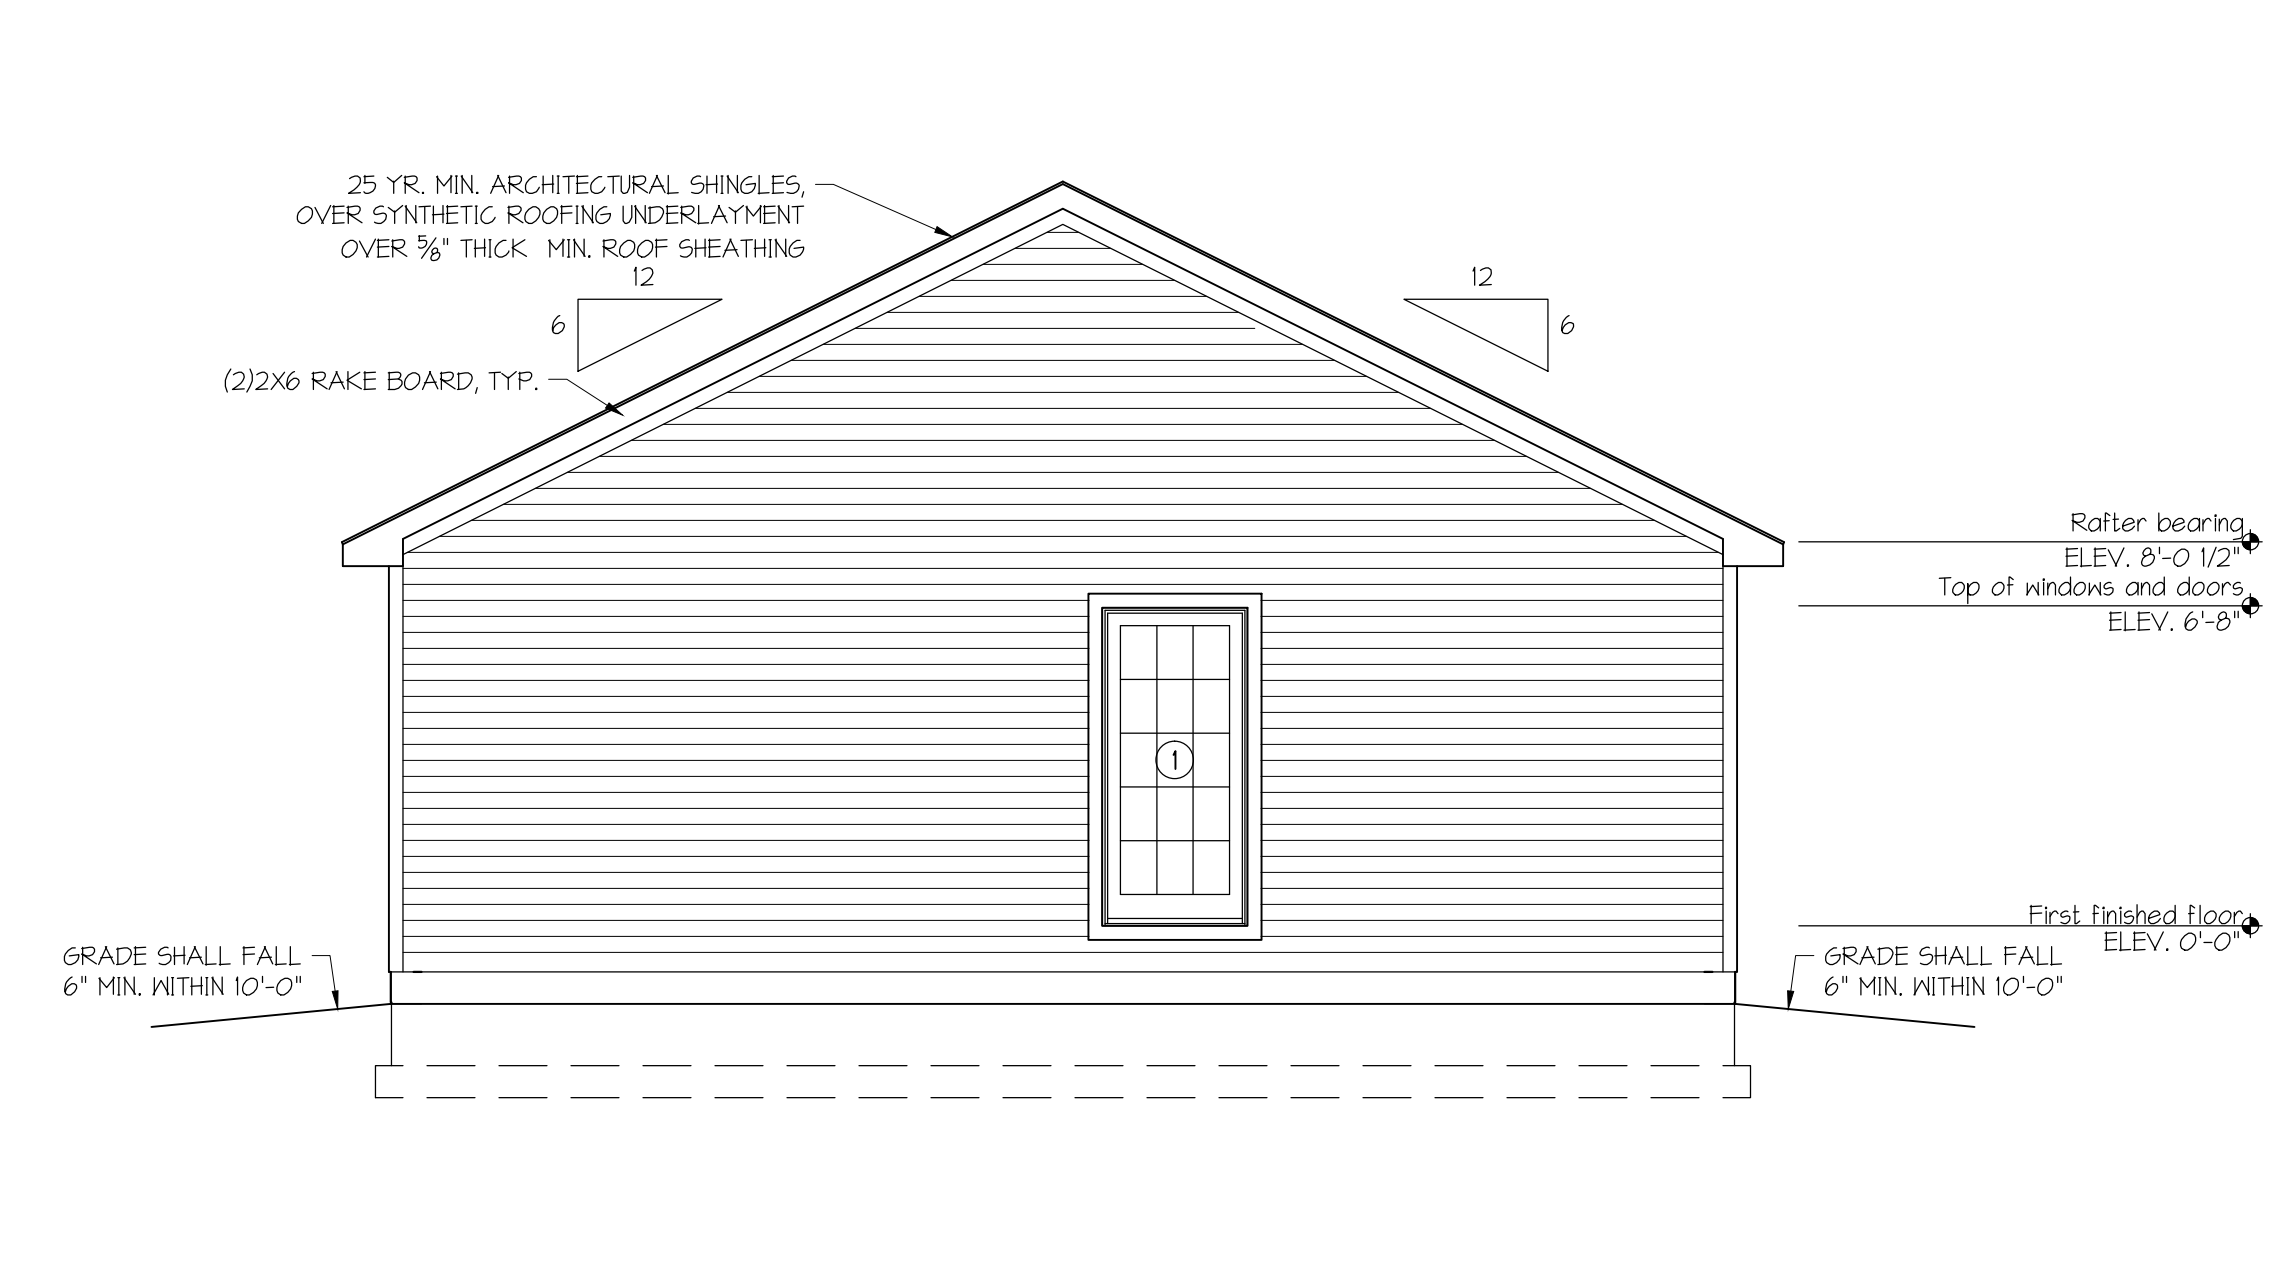 25 YR. MIN. ARCHITECTURAL SHINGLES,
OVER SYNTHETIC ROOFING UNDERLAYMENT
OVER ⅝" THICK MIN. ROOF SHEATHING
12
6
12
6
(2)2X6 RAKE BOARD, TYP.
Rafter bearing
ELEV. 8'-0 1/2"
Top of windows and doors
ELEV. 6'-8"
1
First finished floor
ELEV. 0'-0"
GRADE SHALL FALL
6" MIN. WITHIN 10'-0"
GRADE SHALL FALL
6" MIN. WITHIN 10'-0"